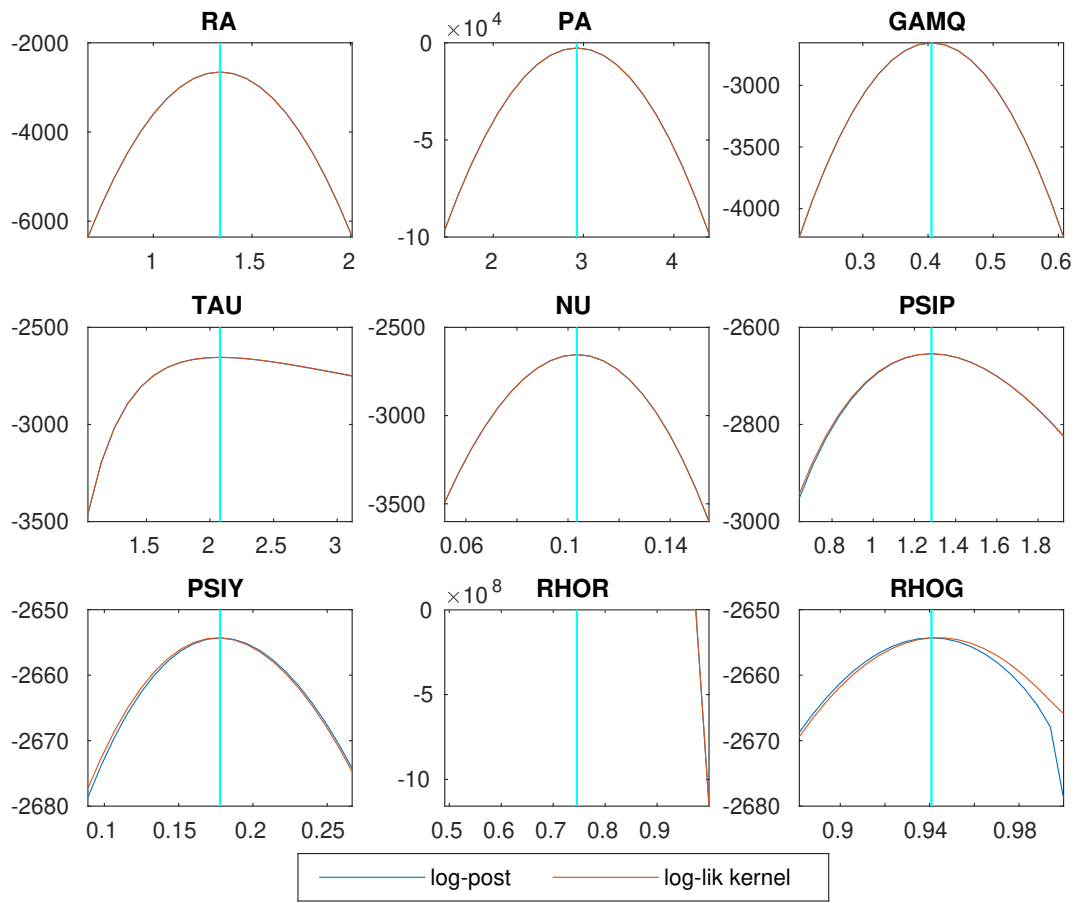 RA PA GAMQ
-2000 ×10 4 0 -3000
-4000 -5 -3500
-6000 -10 -4000
1 1.5 2 2 3 4 0.3 0.4 0.5 0.6
TAU NU PSIP
-2500 -2500 -2600
-3000 -3000 -2800
-3500 -3500 -3000
1.5 2 2.5 3 0.06 0.1 0.14 0.8 1 1.2 1.4 1.6 1.8
PSIY RHOR RHOG
-2650 0 ×10 8 -2650
-2660 -5 -2660
-2670 -10 -2670
-2680 -2680
0.1 0.15 0.2 0.25 0.5 0.6 0.7 0.8 0.9 0.9 0.94 0.98
log-post log-lik kernel